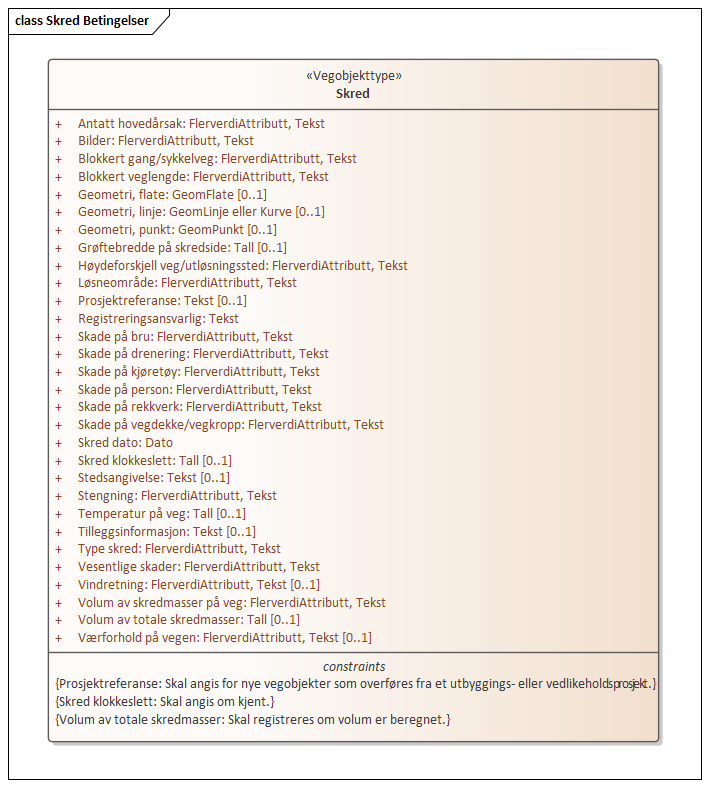 class Skred Betingelser
«Vegobjekttype»
Skred
+ Antatt hovedårsak: FlerverdiAttributt, Tekst
+ Bilder: FlerverdiAttributt, Tekst
+ Blokkert gang/sykkelveg: FlerverdiAttributt, Tekst
+ Blokkert veglengde: FlerverdiAttributt, Tekst
+ Geometri, flate: GeomFlate [0..1]
+ Geometri, linje: GeomLinje eller Kurve [0..1]
+ Geometri, punkt: GeomPunkt [0..1]
+ Grøftebredde på skredside: Tall [0..1]
+ Høydeforskjell veg/utløsningssted: FlerverdiAttributt, Tekst
+ Løsneområde: FlerverdiAttributt, Tekst
+ Prosjektreferanse: Tekst [0..1]
+ Registreringsansvarlig: Tekst
+ Skade på bru: FlerverdiAttributt, Tekst
+ Skade på drenering: FlerverdiAttributt, Tekst
+ Skade på kjøretøy: FlerverdiAttributt, Tekst
+ Skade på person: FlerverdiAttributt, Tekst
+ Skade på rekkverk: FlerverdiAttributt, Tekst
+ Skade på vegdekke/vegkropp: FlerverdiAttributt, Tekst
+ Skred dato: Dato
+ Skred klokkeslett: Tall [0..1]
+ Stedsangivelse: Tekst [0..1]
+ Stengning: FlerverdiAttributt, Tekst
+ Temperatur på veg: Tall [0..1]
+ Tilleggsinformasjon: Tekst [0..1]
+ Type skred: FlerverdiAttributt, Tekst
+ Vesentlige skader: FlerverdiAttributt, Tekst
+ Vindretning: FlerverdiAttributt, Tekst [0..1]
+ Volum av skredmasser på veg: FlerverdiAttributt, Tekst
+ Volum av totale skredmasser: Tall [0..1]
+ Værforhold på vegen: FlerverdiAttributt, Tekst [0..1]
constraints
{Prosjektreferanse: Skal angis for nye vegobjekter som overføres fra et utbyggings- eller vedlikeholdsprosjekt.}
{Skred klokkeslett: Skal angis om kjent.}
{Volum av totale skredmasser: Skal registreres om volum er beregnet.}